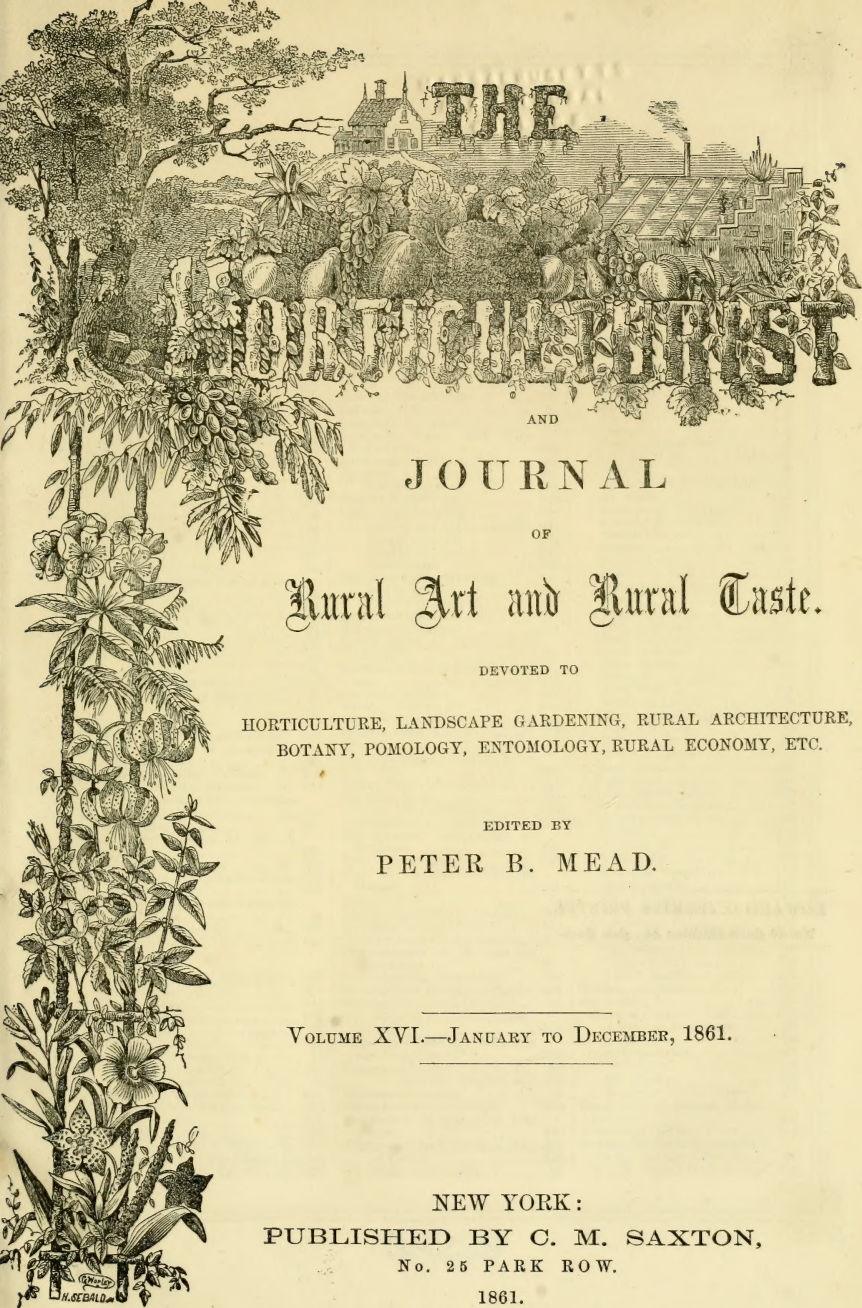 THE
HORTICULTURIST
AND
JOURNAL
OF
Rural Art and Rural Taste.
DEVOTED TO
HORTICULTURE, LANDSCAPE GARDENING, RURAL ARCHITECTURE,
BOTANY, POMOLOGY, ENTOMOLOGY, RURAL ECONOMY, ETC.
EDITED BY
PETER B. MEAD.
VOLUME XVI.—JANUARY TO DECEMBER, 1861.
NEW YORK:
PUBLISHED BY C. M. SAXTON,
No. 25 PARK ROW.
1861.
H. SEBALD